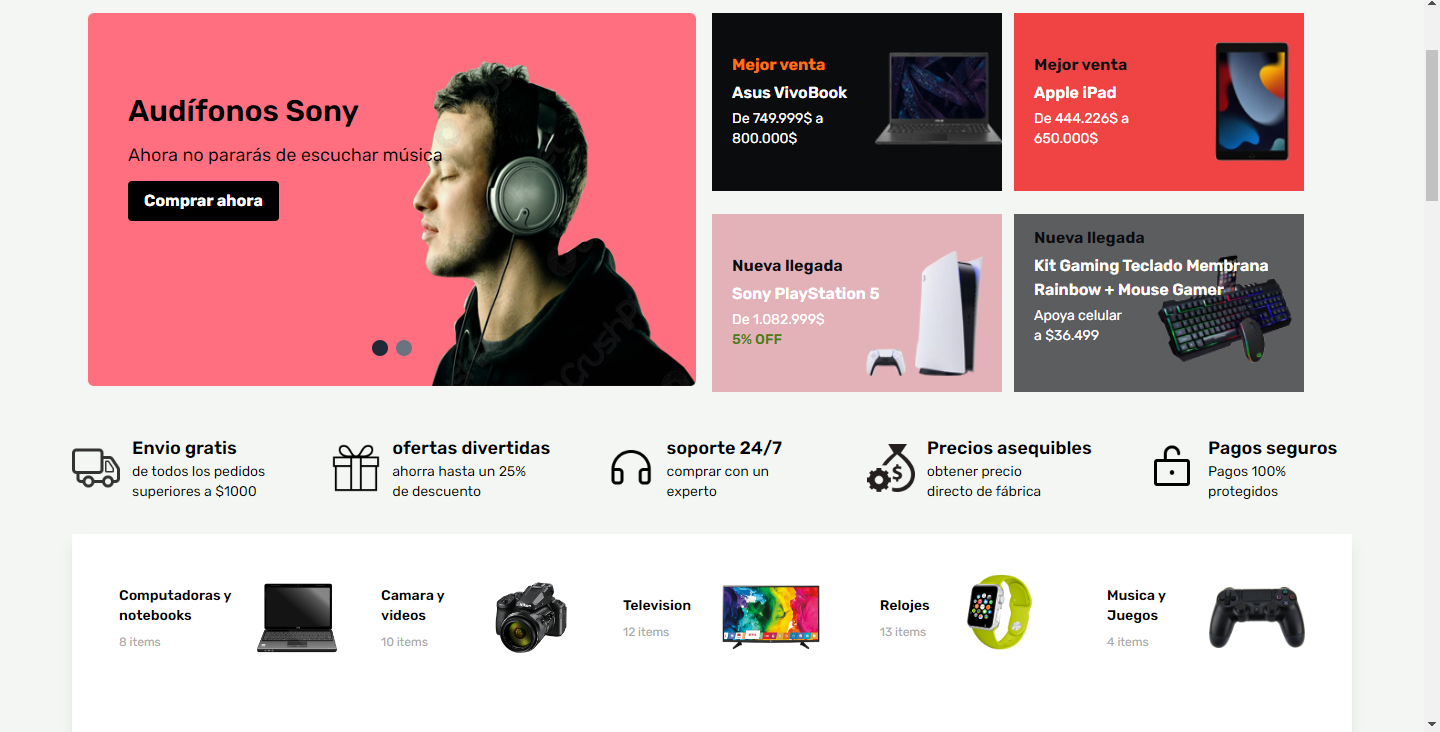 Audífonos Sony
Ahora no pararás de escuchar música
Comprar ahora
Mejor venta
Asus VivoBook
De 749.999$ a
800.000$
Mejor venta
Apple iPad
De 444.226$ a
650.000$
Nueva llegada
Sony PlayStation 5
De 1.082.999$
5% OFF
Nueva llegada
Kit Gaming Teclado Membrana
Rainbow + Mouse Gamer
Apoya celular
a $36.499
Envio gratis
de todos los pedidos
superiores a $1000
ofertas divertidas
ahorra hasta un 25%
de descuento
soporte 24/7
comprar con un
experto
Precios asequibles
obtener precio
directo de fábrica
Pagos seguros
Pagos 100%
protegidos
Computadoras y
notebooks
8 items
Camara y
videos
10 items
Television
12 items
Relojes
13 items
Musica y
Juegos
4 items